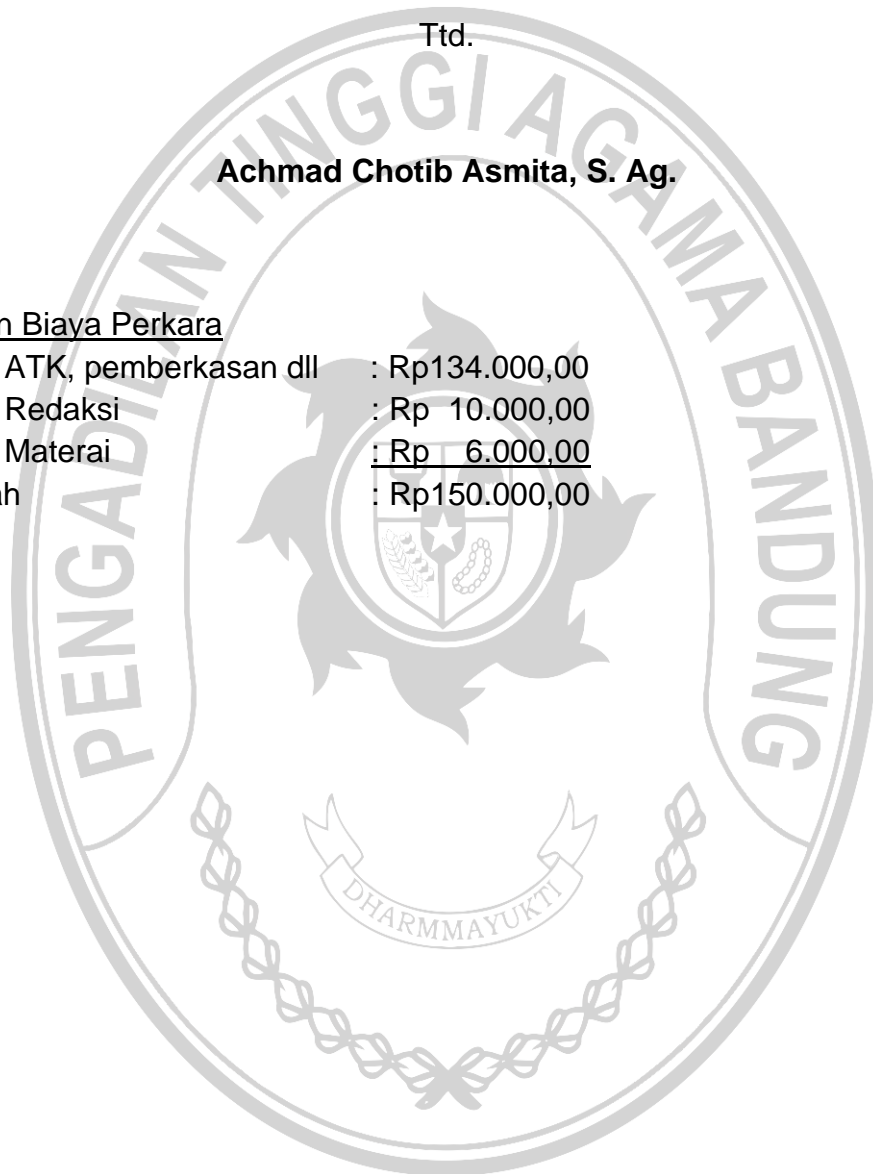 Ttd.
Achmad Chotib Asmita, S. Ag.
n Biaya Perkara
ATK, pemberkasan dll : Rp134.000,00
Redaksi : Rp 10.000,00
Materai : Rp 6.000,00
ah : Rp150.000,00
PENGADILAN TINGGI AGAMA BANDUNG
DHARMMAYUKTI